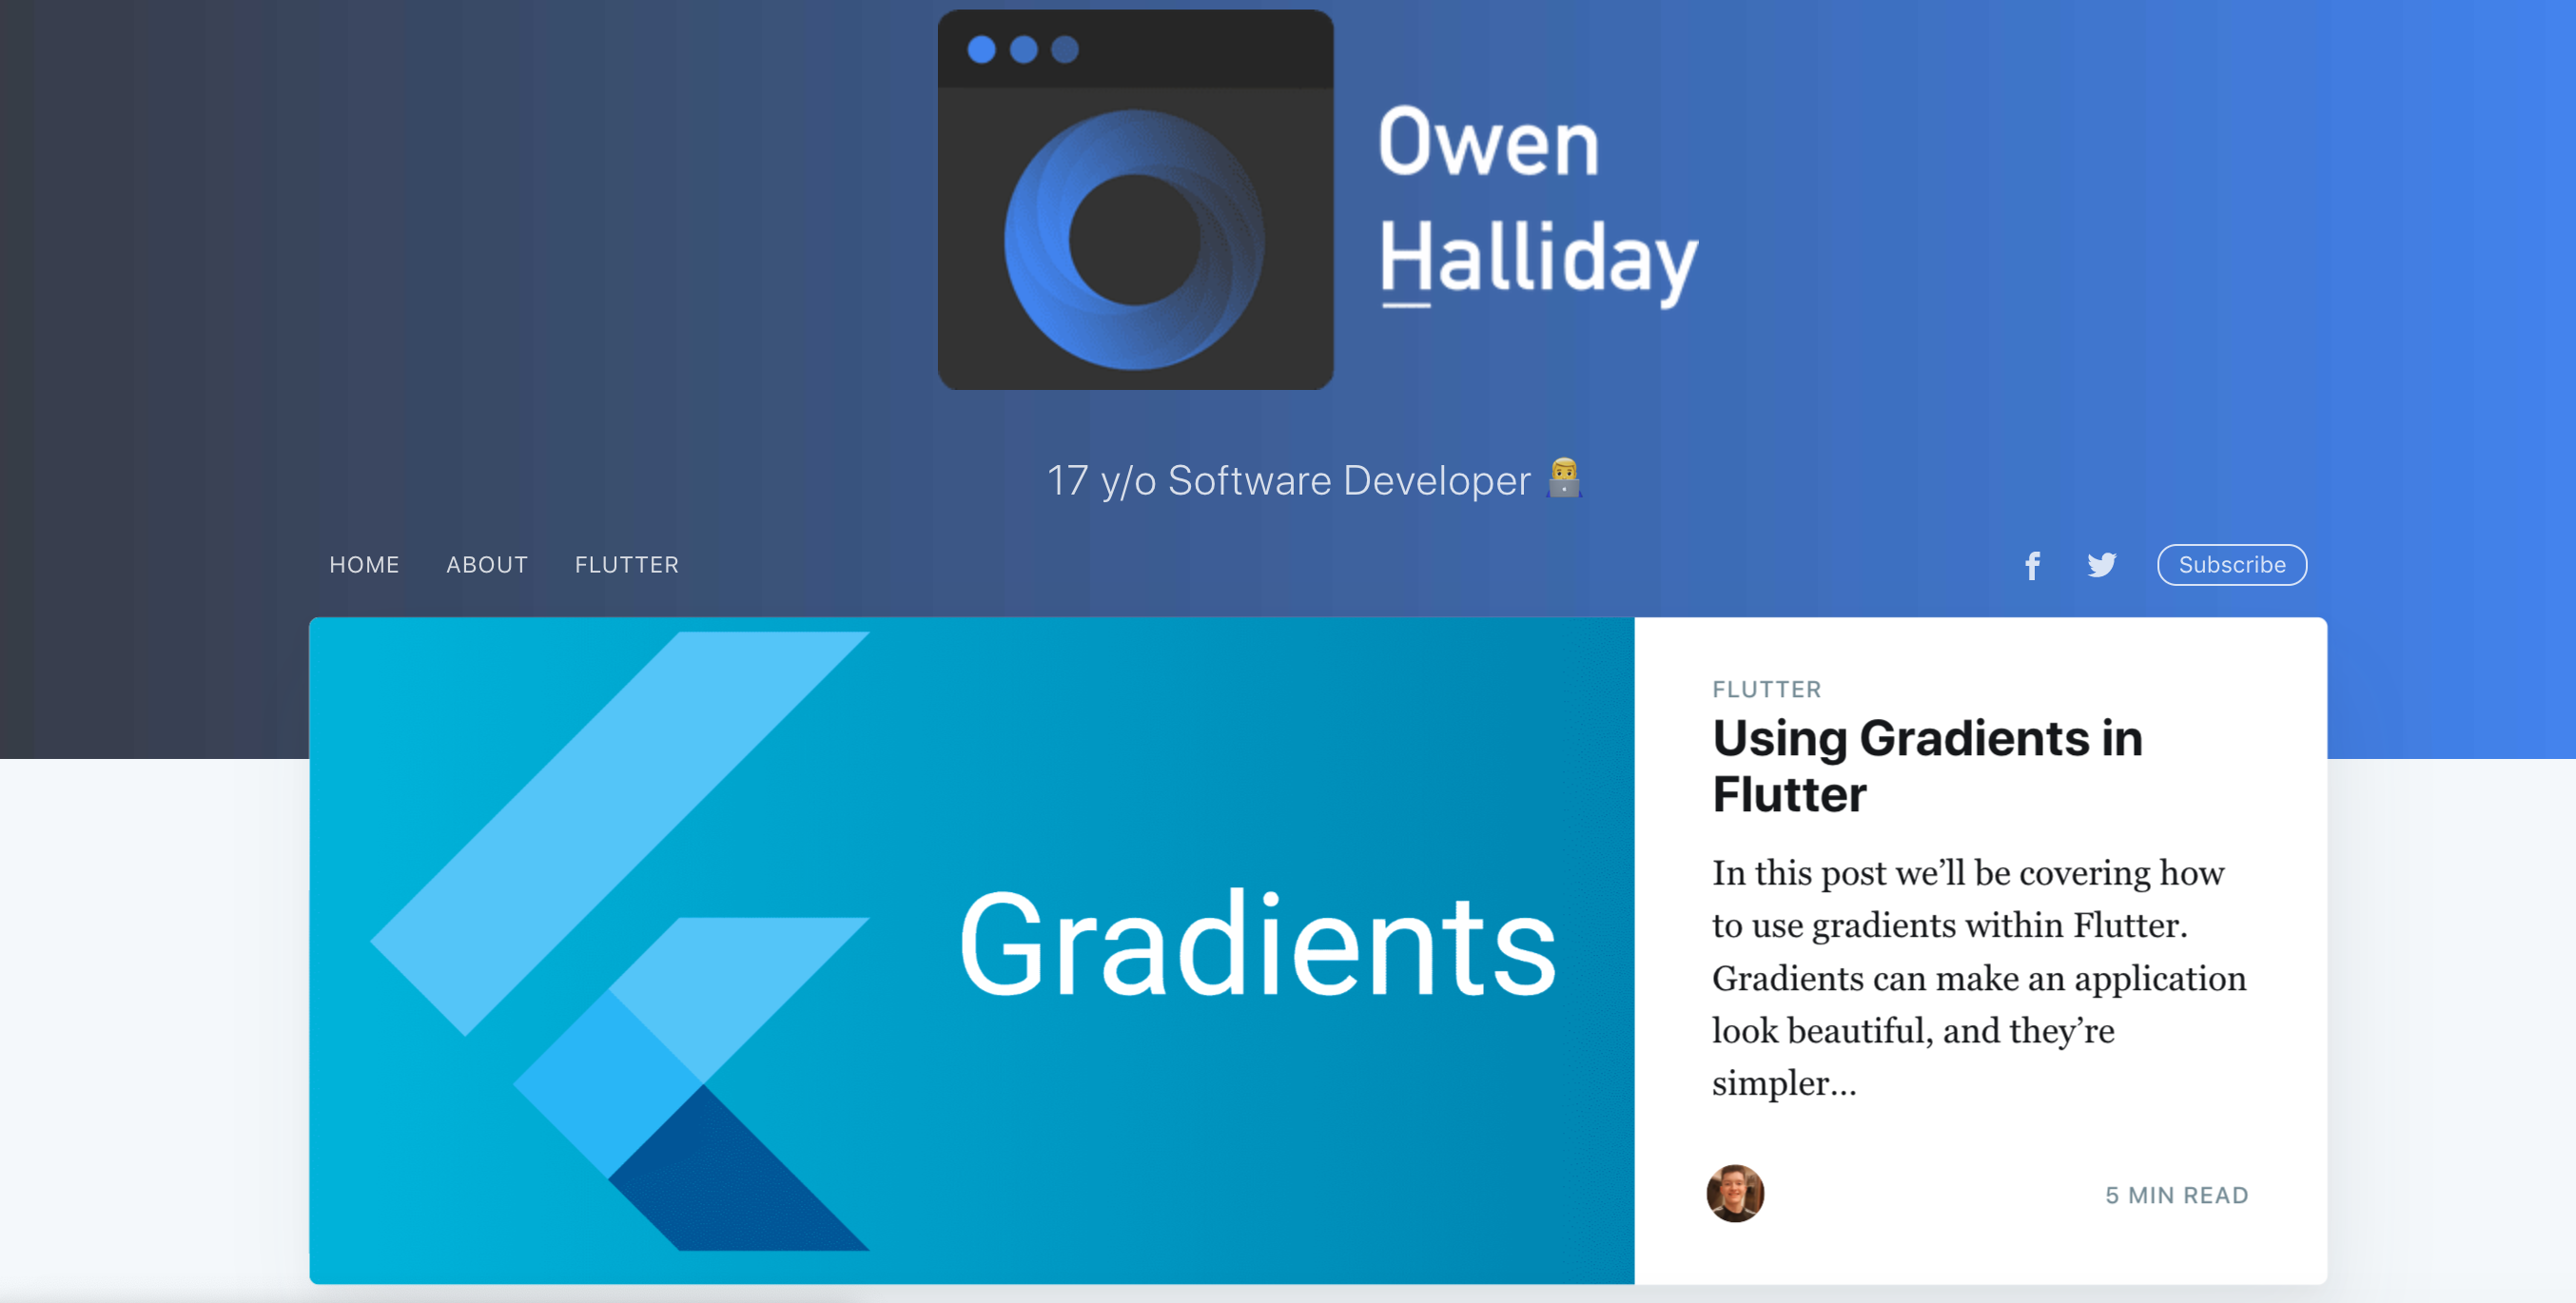 Owen
Halliday
17 y/o Software Developer 👨🏼‍💻
HOME ABOUT FLUTTER Subscribe
Gradients
FLUTTER
Using Gradients in
Flutter
In this post we’ll be covering how
to use gradients within Flutter.
Gradients can make an application
look beautiful, and they’re
simpler...
5 MIN READ